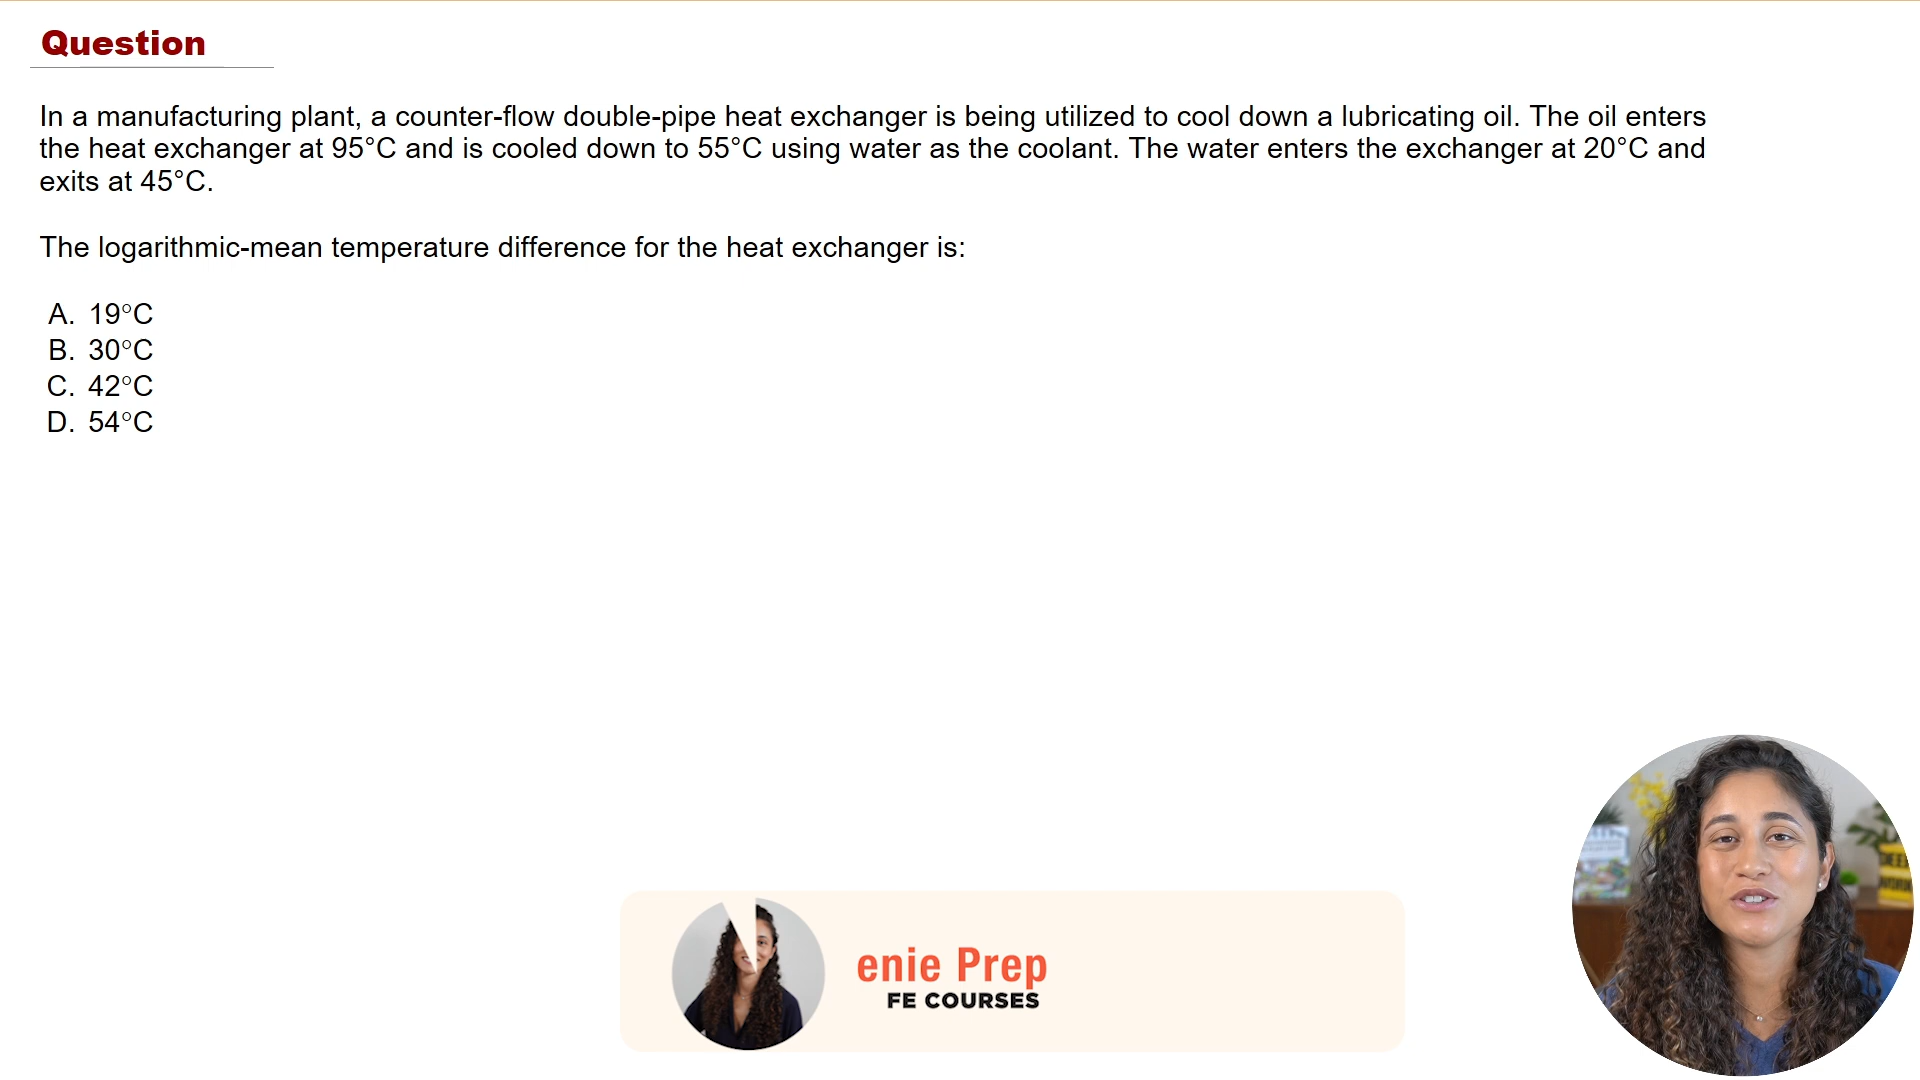 Question
In a manufacturing plant, a counter-flow double-pipe heat exchanger is being utilized to cool down a lubricating oil. The oil enters
the heat exchanger at 95°C and is cooled down to 55°C using water as the coolant. The water enters the exchanger at 20°C and
exits at 45°C.
The logarithmic-mean temperature difference for the heat exchanger is:
A. 19°C
B. 30°C
C. 42°C
D. 54°C
enie Prep
FE COURSES